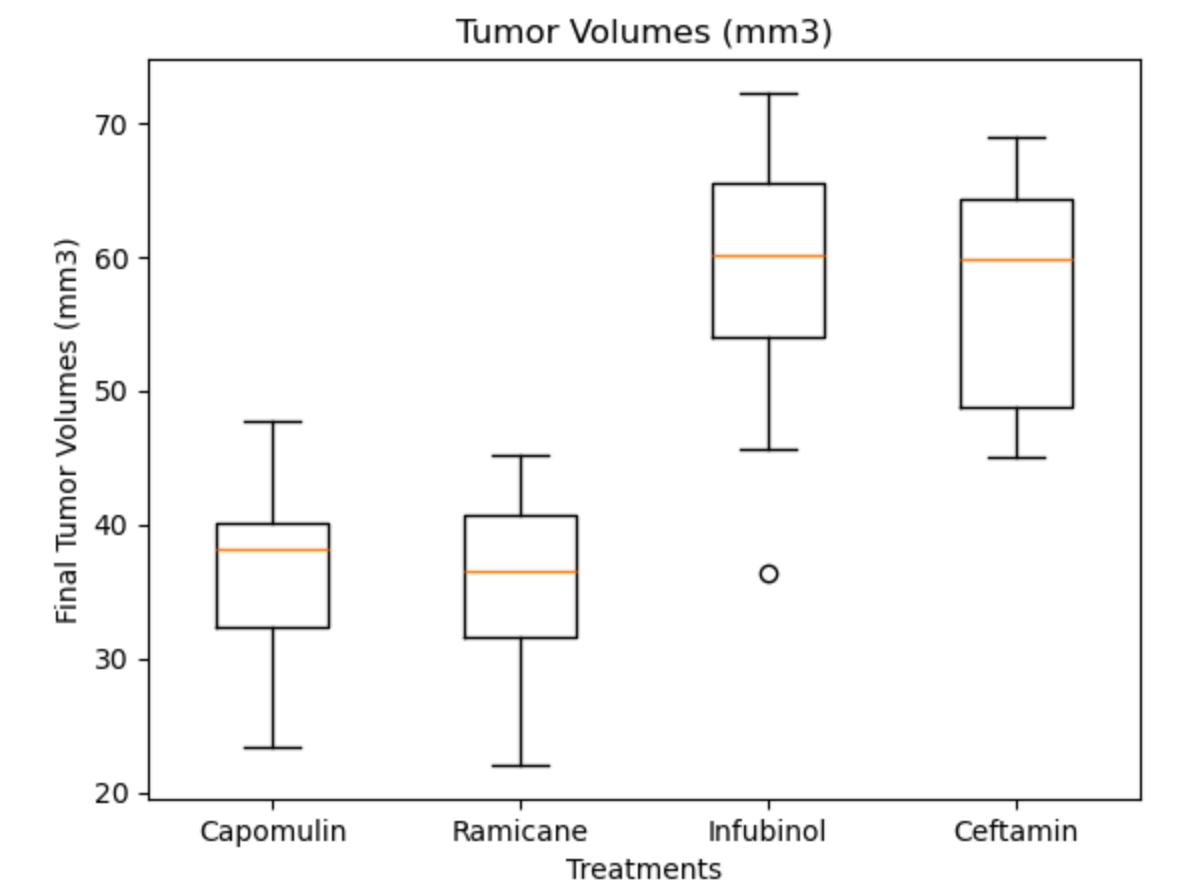 Tumor Volumes (mm3)
Final Tumor Volumes (mm3)
70
60
50
40
30
20
Capomulin Ramicane Infubinol Ceftamin
Treatments